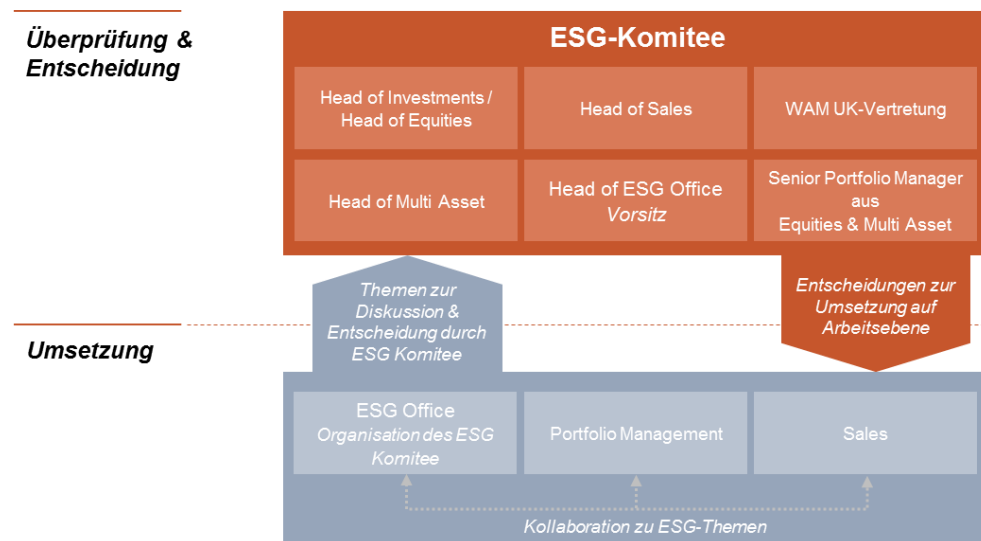 Überprüfung &
Entscheidung
ESG-Komitee
Head of Investments /
Head of Equities
Head of Sales
WAM UK-Vertretung
Head of Multi Asset
Head of ESG Office
Vorsitz
Senior Portfolio Manager
aus
Equities & Multi Asset
Themen zur
Diskussion &
Entscheidung durch
ESG Komitee
Entscheidungen zur
Umsetzung auf
Arbeitsebene
Umsetzung
ESG Office
Organisation des ESG
Komitee
Portfolio Management
Sales
Kollaboration zu ESG-Themen